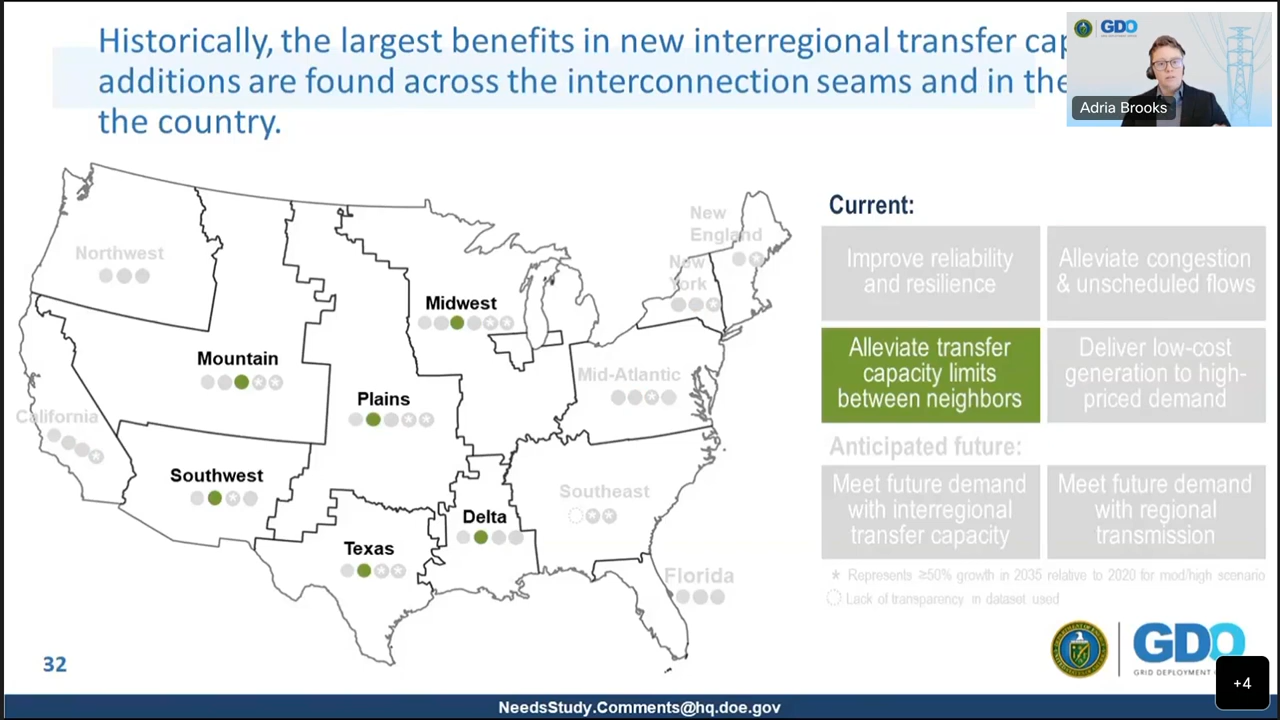 Historically, the largest benefits in new interregional transfer
additions are found across the interconnection seams and in the
the country.
GDO
Adria Brooks
New
England
Northwest
New
York
Midwest
Mountain
Mid-Atlantic
Plains
California
Southwest
Southeast
Delta
Texas
Florida
Current:
Improve reliability
and resilience
Alleviate congestion
& unscheduled flows
Alleviate transfer
capacity limits
between neighbors
Deliver low-cost
generation to high-
priced demand
Anticipated future:
Meet future demand
with interregional
transfer capacity
Meet future demand
with regional
transmission
* Represents ≥50% growth in 2035 relative to 2020 for mod/high scenario
Lack of transparency in dataset used
32
GDO
GRID DEPLOYMENT
+4
NeedsStudy.Comments@hq.doe.gov